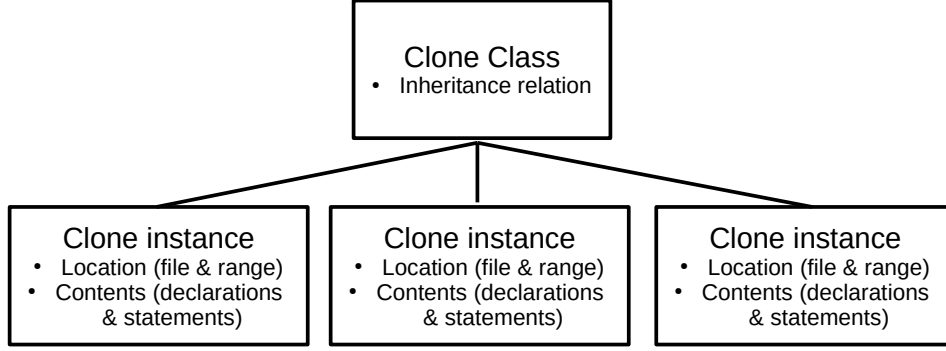 Clone Class
• Inheritance relation
Clone instance
• Location (file & range)
• Contents (declarations
& statements)
Clone instance
• Location (file & range)
• Contents (declarations
& statements)
Clone instance
• Location (file & range)
• Contents (declarations
& statements)